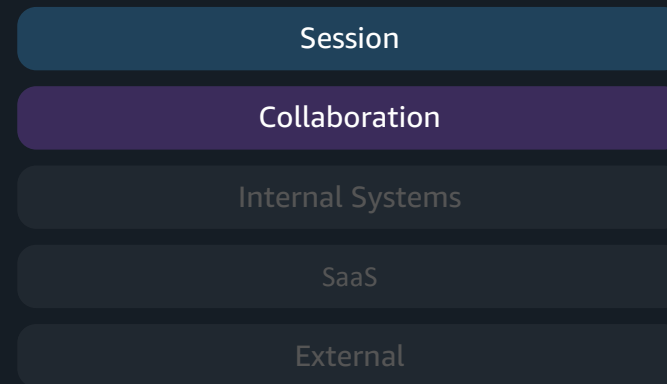 Session
Collaboration
Internal Systems
SaaS
External